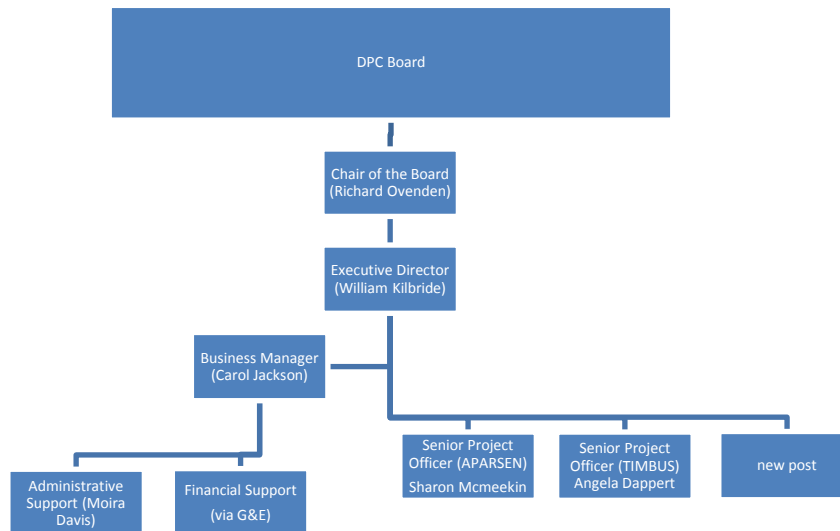 DPC Board
Chair of the Board
(Richard Ovenden)
Executive Director
(William Kilbride)
Business Manager
(Carol Jackson)
Senior Project
Officer (APARSEN)
Sharon Mcmeekin
Senior Project
Officer (TIMBUS)
Angela Dappert
new post
Administrative
Support (Moira
Davis)
Financial Support
(via G&E)